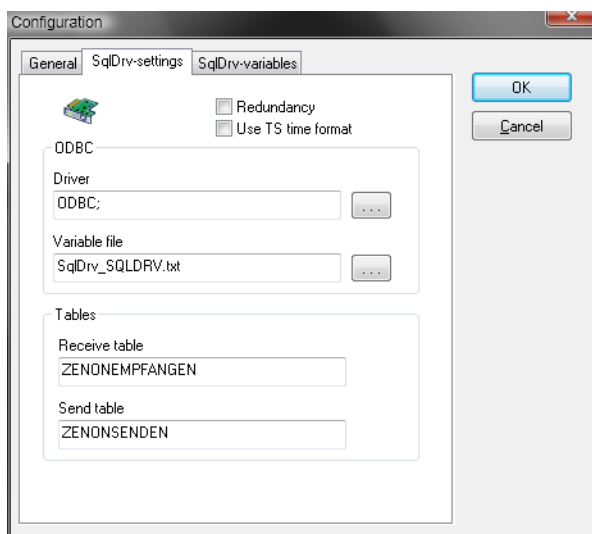 Configuration
General
SqlDrv-settings
SqlDrv-variables
Redundancy
Use TS time format
OK
Cancel
ODBC
Driver
ODBC;
...
Variable file
SqlDrv_SQLDRV.txt
...
Tables
Receive table
ZENONEMPFANGEN
Send table
ZENONSENDEN